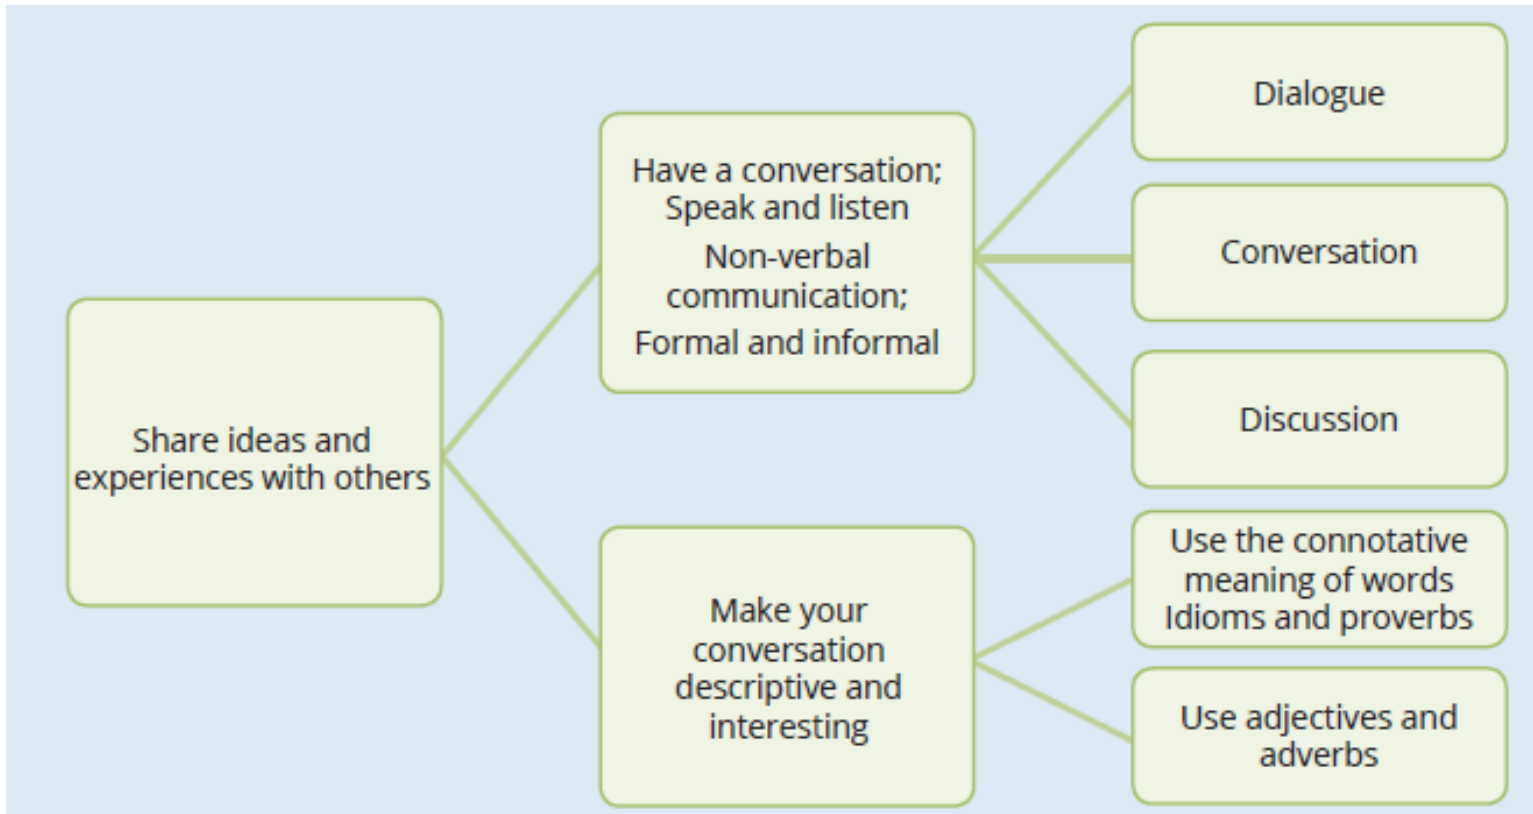 Share ideas and
experiences with others
Have a conversation;
Speak and listen
Non-verbal
communication;
Formal and informal
Dialogue
Conversation
Discussion
Make your
conversation
descriptive and
interesting
Use the connotative
meaning of words
Idioms and proverbs
Use adjectives and
adverbs